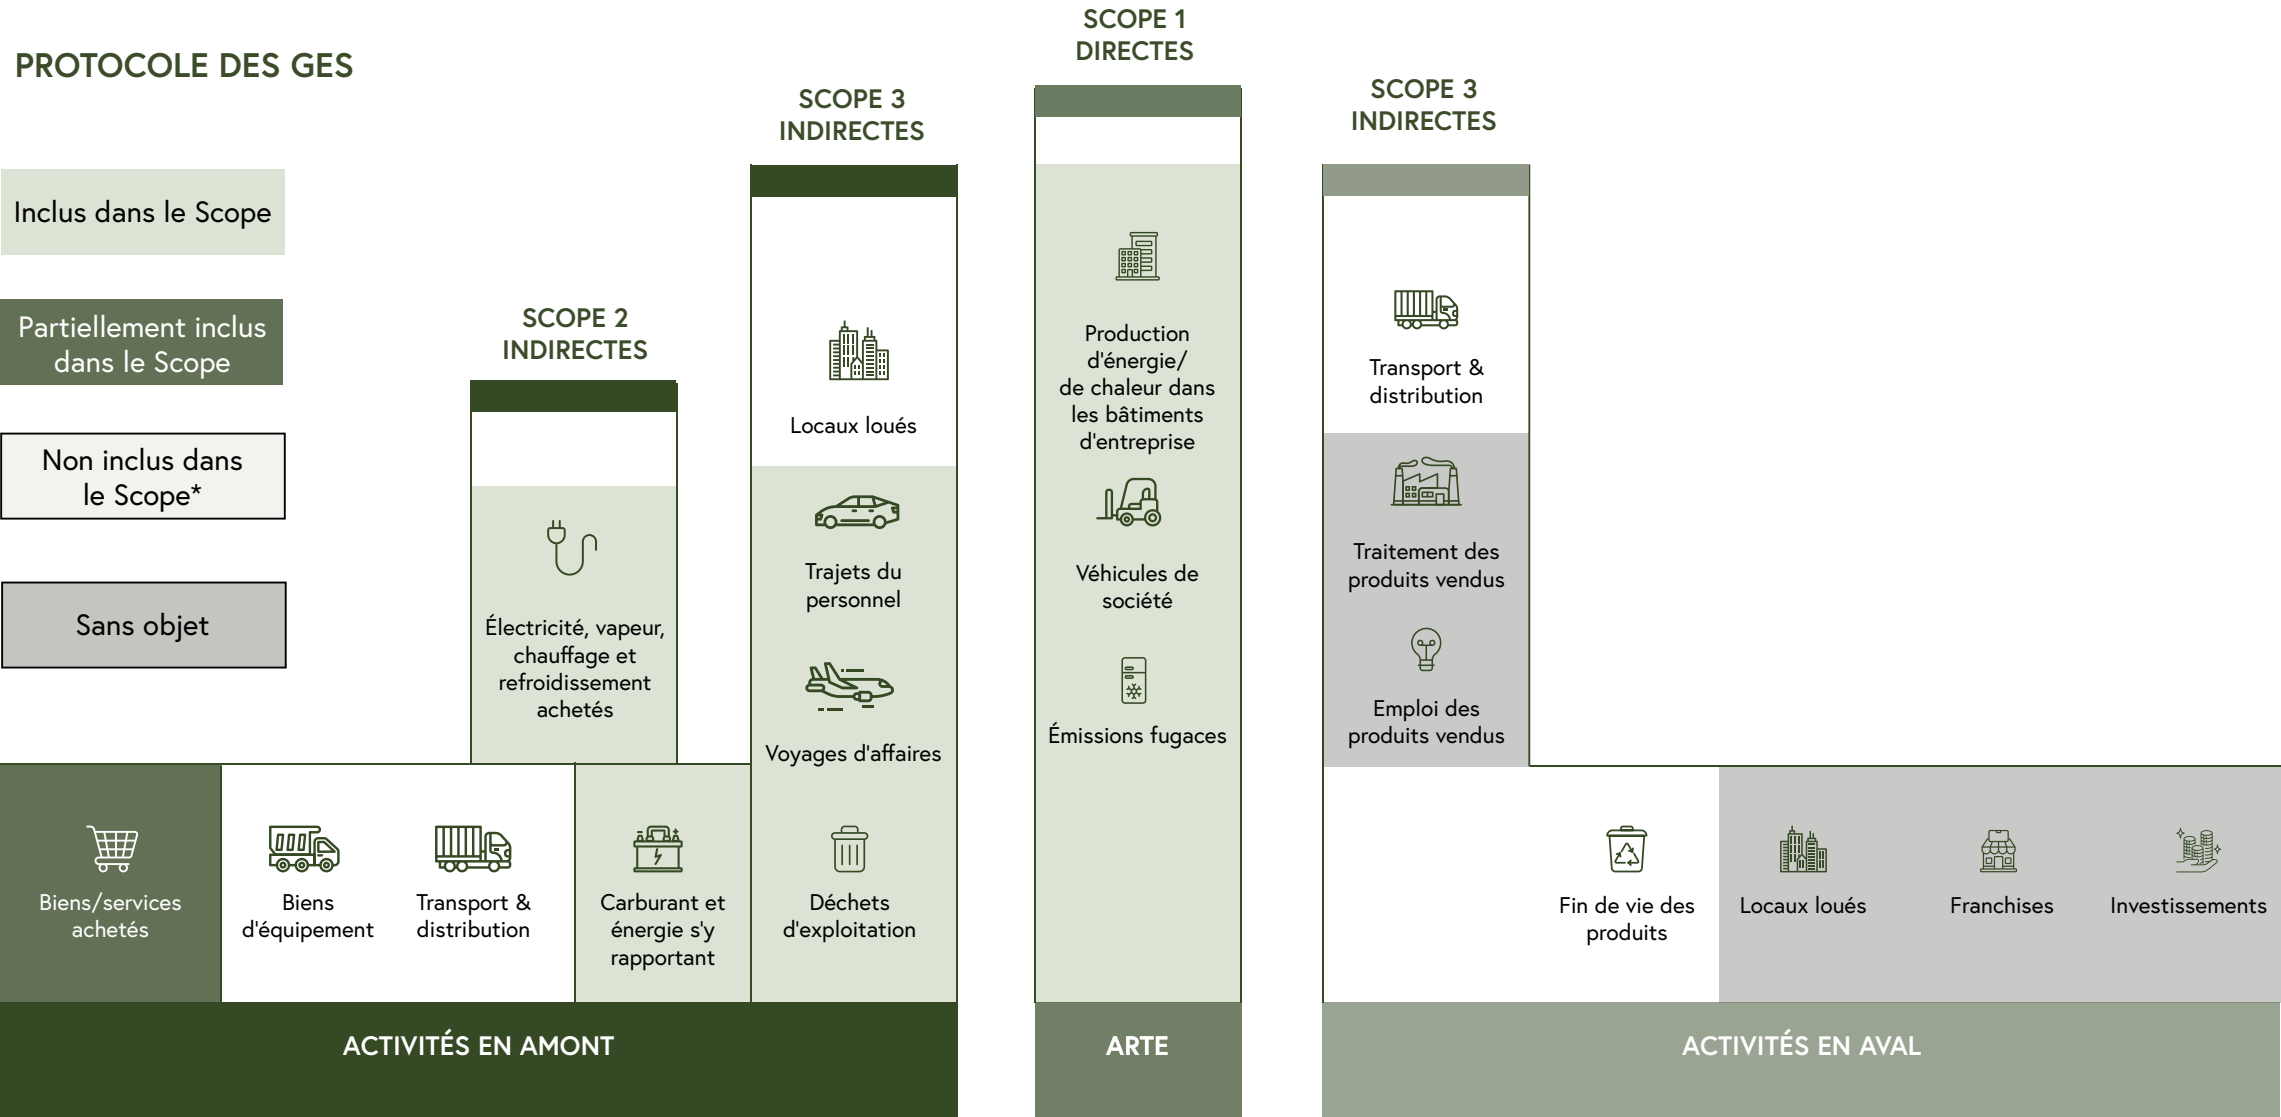 PROTOCOLE DES GES
Inclus dans le Scope
Partiellement inclus
dans le Scope
Non inclus dans
le Scope*
Sans objet
SCOPE 2
INDIRECTES
Électricité, vapeur,
chauffage et
refroidissement
achetés
SCOPE 3
INDIRECTES
Locaux loués
Trajets du
personnel
Voyages d'affaires
Biens/services
achetés
Biens
d'équipement
Transport &
distribution
Carburant et
énergie s'y
rapportant
Déchets
d'exploitation
ACTIVITÉS EN AMONT
SCOPE 1
DIRECTES
Production
d'énergie/
de chaleur dans
les bâtiments
d'entreprise
Véhicules de
société
Émissions fugaces
ARTE
SCOPE 3
INDIRECTES
Transport &
distribution
Traitement des
produits vendus
Emploi des
produits vendus
Fin de vie des
produits
Locaux loués
Franchises
Investissements
ACTIVITÉS EN AVAL